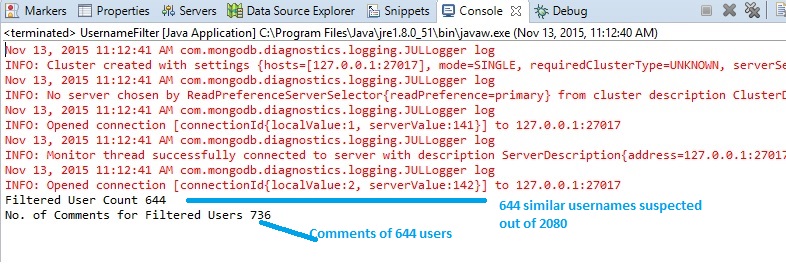 Markers Properties Servers Data Source Explorer Snippets Console Debug
<terminated> UsernameFilter [Java Application] C:\Program Files\Java\jre1.8.0_51\bin\javaw.exe (Nov 13, 2015, 11:12:40 AM)
Nov 13, 2015 11:12:41 AM com.mongodb.diagnostics.logging.JULLogger log
INFO: Cluster created with settings {hosts=[127.0.0.1:27017], mode=SINGLE, requiredClusterType=UNKNOWN, serverSe
Nov 13, 2015 11:12:41 AM com.mongodb.diagnostics.logging.JULLogger log
INFO: No server chosen by ReadPreferenceServerSelector{readPreference=primary} from cluster description ClusterD
Nov 13, 2015 11:12:41 AM com.mongodb.diagnostics.logging.JULLogger log
INFO: Opened connection [connectionId{localValue:1, serverValue:141}] to 127.0.0.1:27017
Nov 13, 2015 11:12:41 AM com.mongodb.diagnostics.logging.JULLogger log
INFO: Monitor thread successfully connected to server with description ServerDescription{address=127.0.0.1:27017
Nov 13, 2015 11:12:41 AM com.mongodb.diagnostics.logging.JULLogger log
INFO: Opened connection [connectionId{localValue:2, serverValue:142}] to 127.0.0.1:27017
Filtered User Count 644
644 similar usernames suspected
out of 2080
No. of Comments for Filtered Users 736
Comments of 644 users